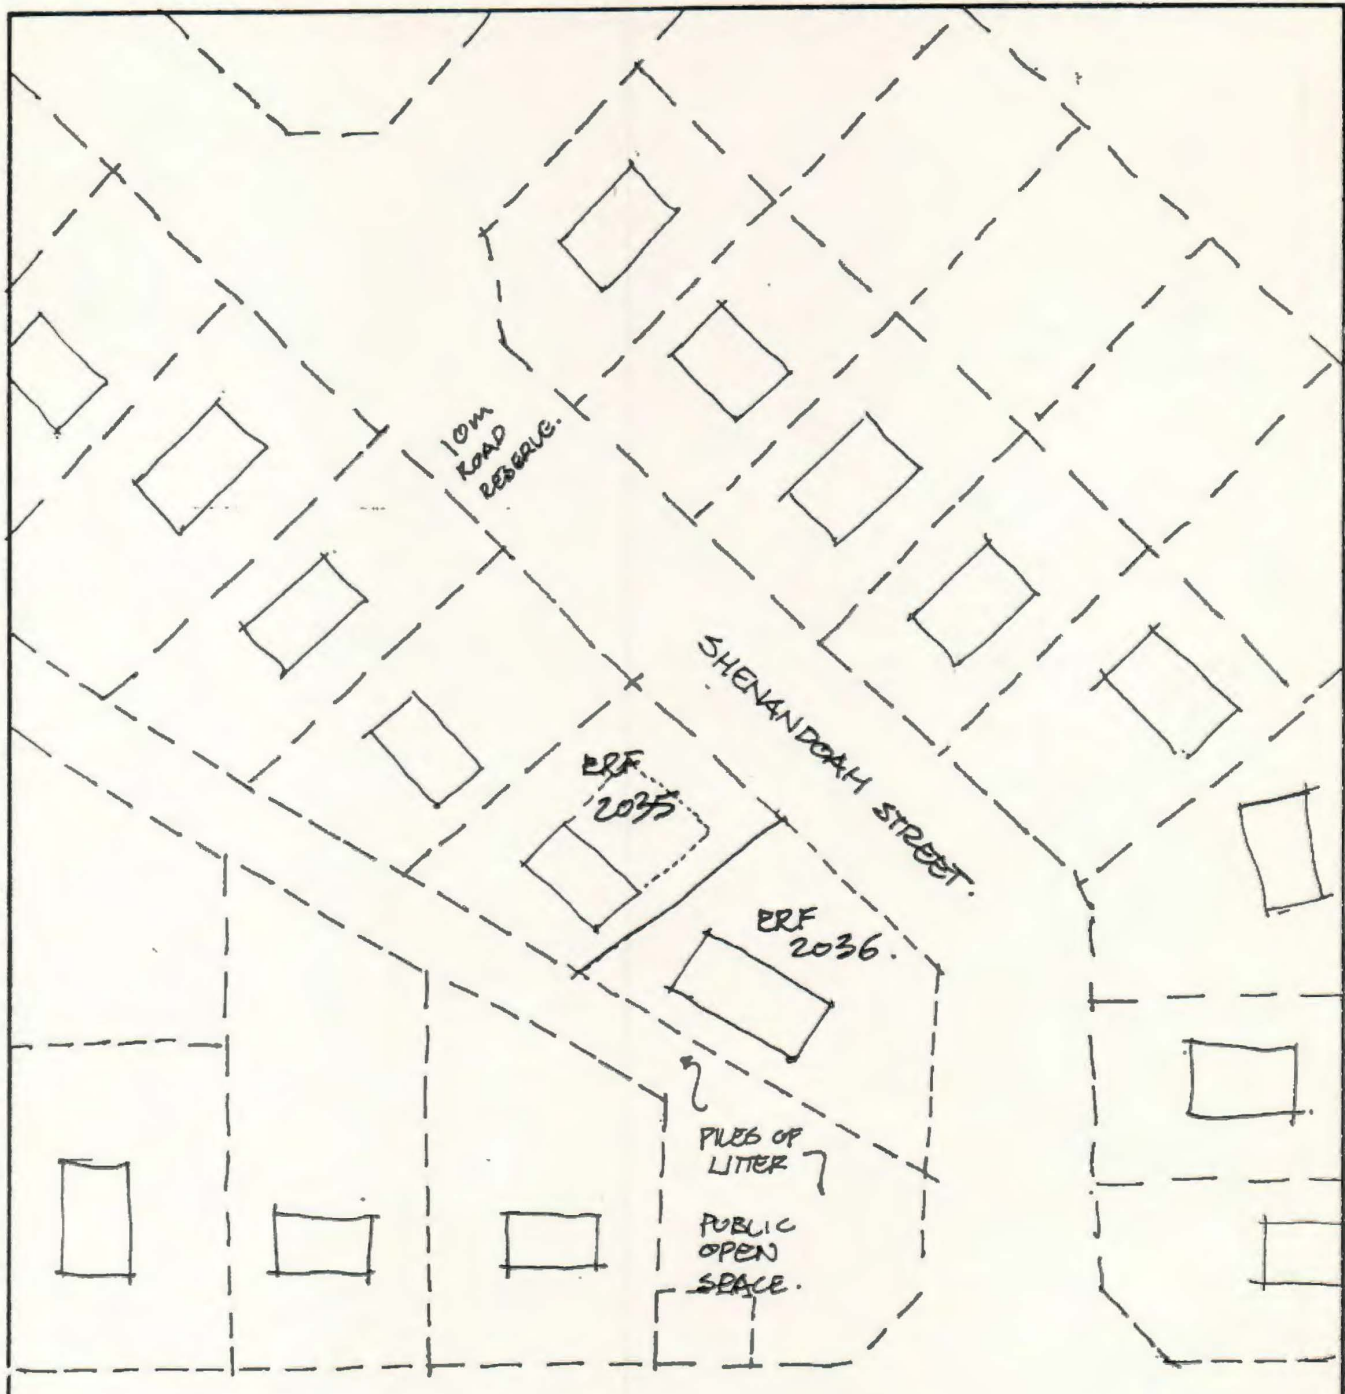 10m
ROAD
RESERVE.
SHENANDOAH STREET.
ERF
2035
ERF
2036.
PILES OF
LITTER
PUBLIC
OPEN
SPACE.